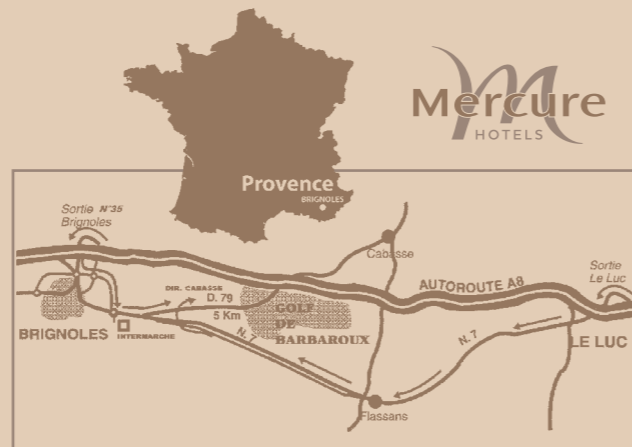 Mercure
HOTELS
Provence
BRIGNOLES
Sortie N°35
Brignoles
Cabasse
Sortie
Le Luc
AUTOROUTE A8
DIR. CABASSE
D. 79
5 Km
GOLF
DE
BARBAROUX
BRIGNOLES
INTERMARCHE
N. 7
N. 7
LE LUC
Flassans